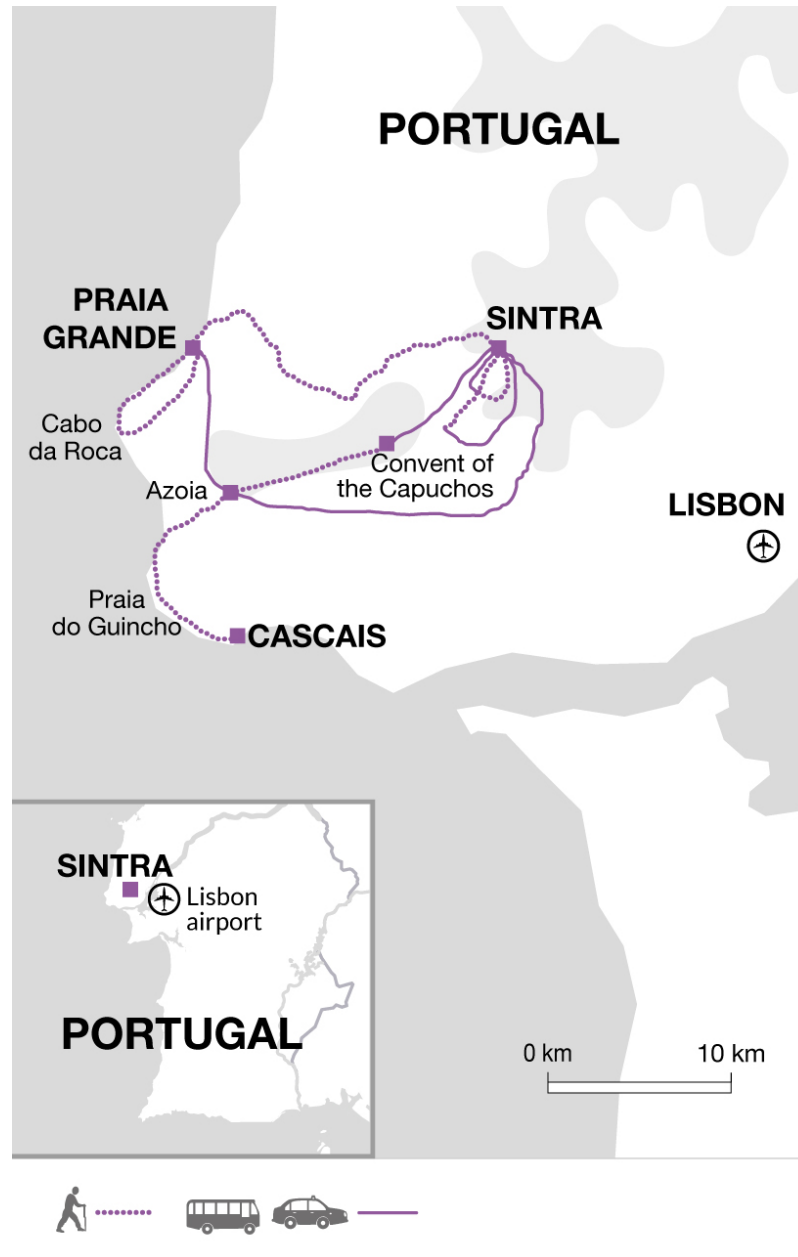 PORTUGAL
PRAIA
GRANDE
SINTRA
Cabo
da Roca
Convent of
the Capuchos
Azoia
LISBON
Praia
do Guincho
CASCAIS
SINTRA
Lisbon
airport
PORTUGAL
0 km
10 km